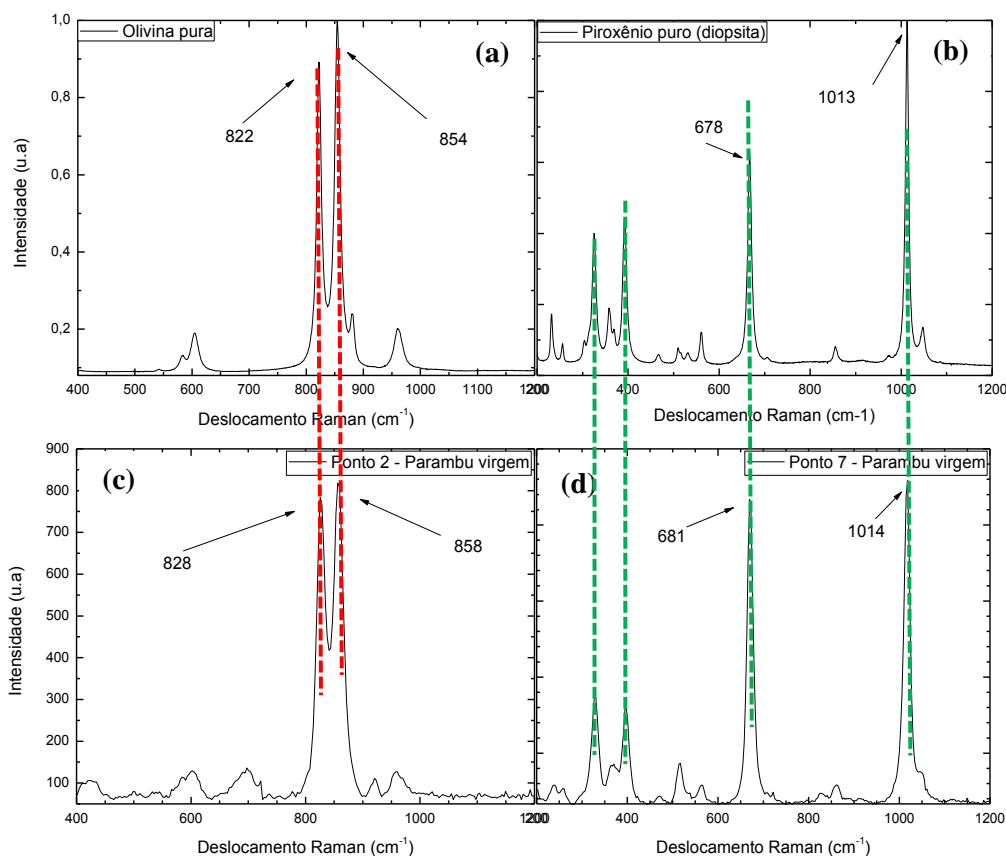 Olivina pura
(a)
822
854
1,0
0,8
0,6
0,4
0,2
Intensidade (u.a)
400 500 600 700 800 900 1000 1100 1200
Deslocamento Raman (cm-1)
Piroxênio puro (diopsita)
(b)
1013
678
200 400 600 800 1000 1200
Deslocamento Raman (cm-1)
Ponto 2 - Parambu virgem
(c)
828
858
900
800
700
600
500
400
300
200
100
Intensidade (u.a)
400 600 800 1000 1200
Deslocamento Raman (cm-1)
Ponto 7 - Parambu virgem
(d)
681
1014
200 400 600 800 1000 1200
Deslocamento Raman (cm-1)